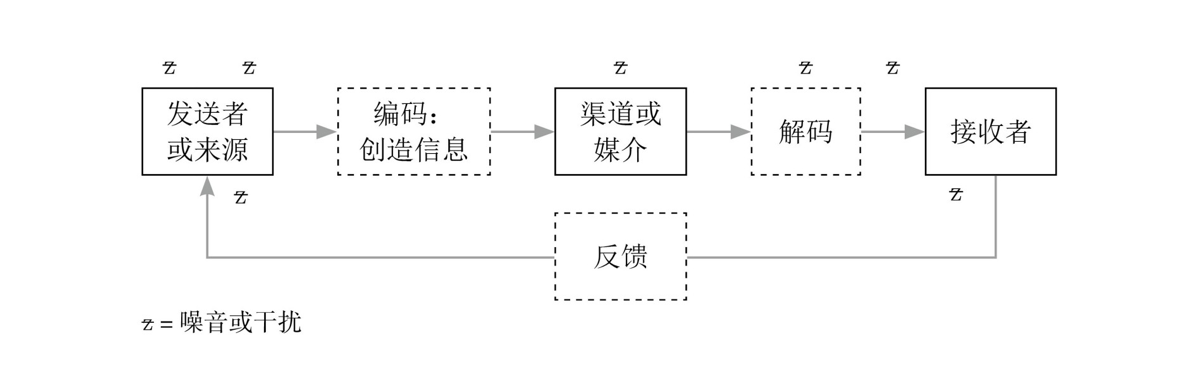 ƶ ƶ ƶ ƶ ƶ
发送者
或来源
编码：
创造信息
渠道或
媒介
解码
接收者
ƶ ƶ
反馈
ƶ = 噪音或干扰